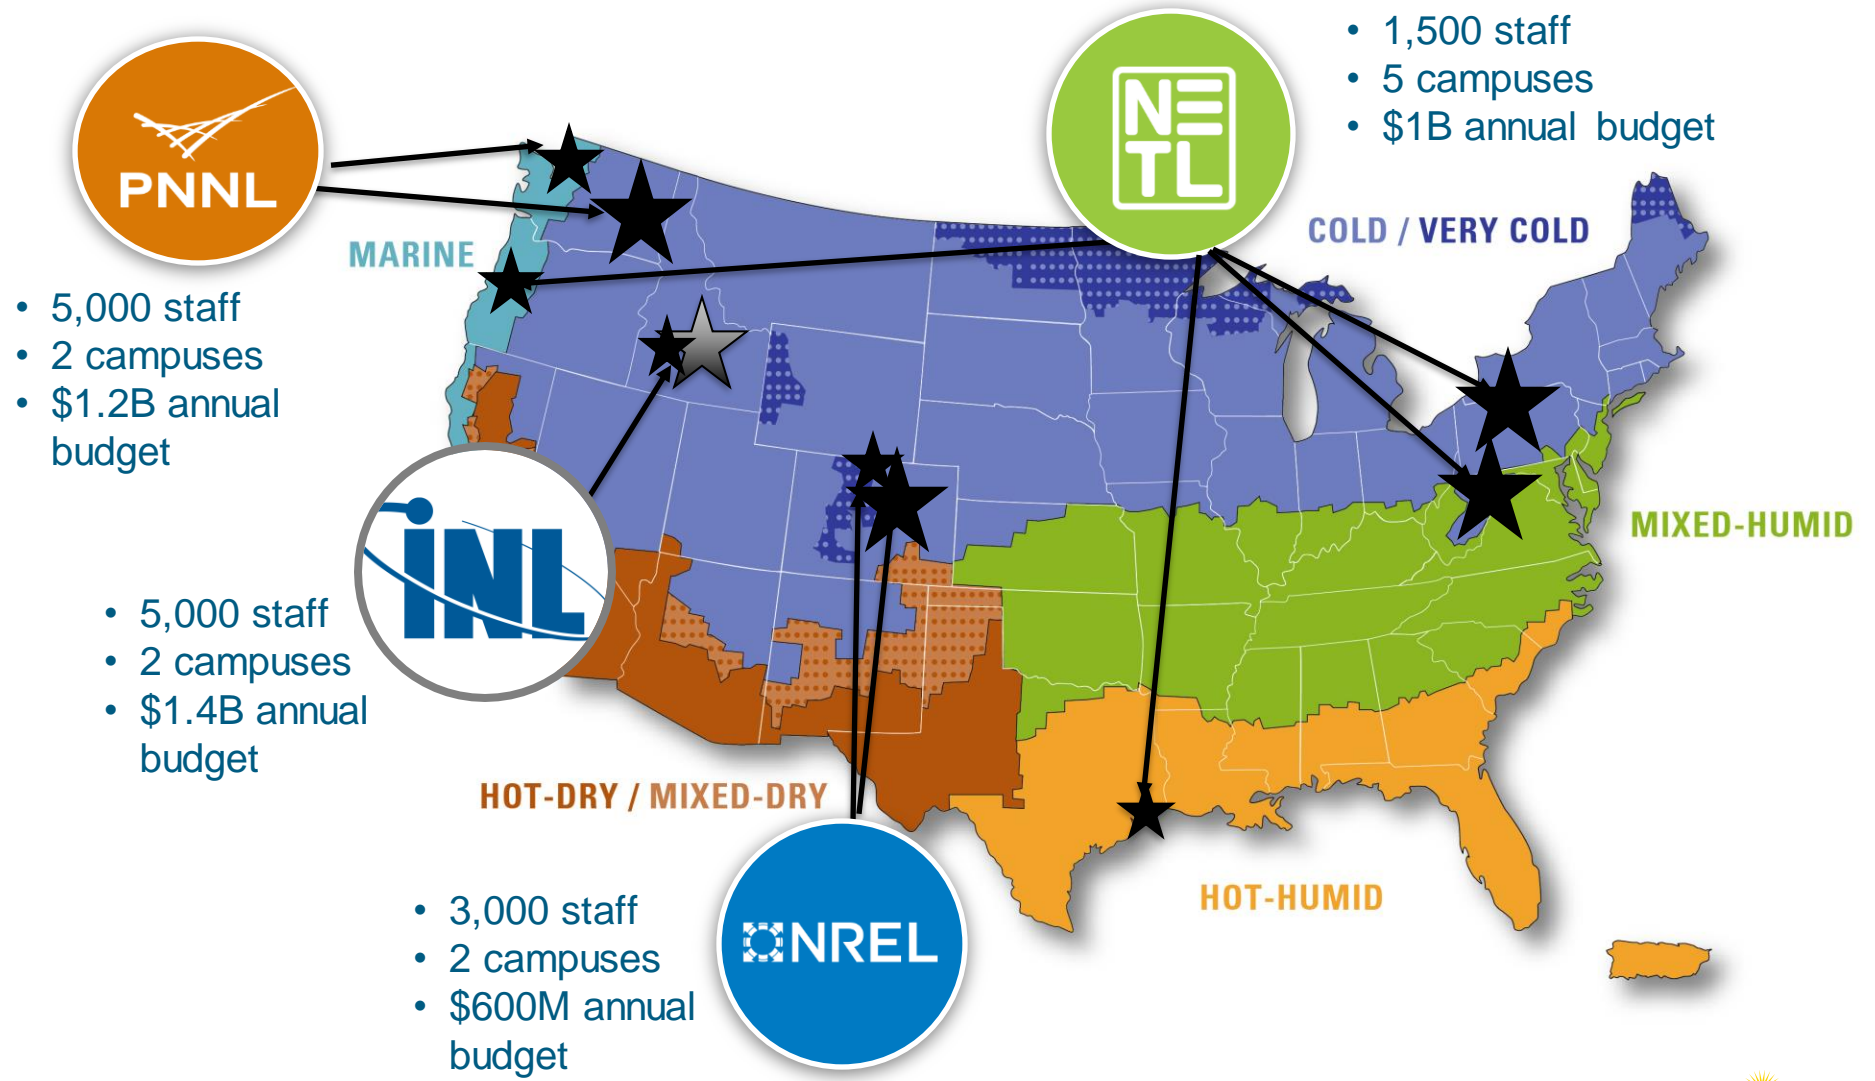 • 1,500 staff
• 5 campuses
• $1B annual budget
NE
TL
PNNL
COLD / VERY COLD
MARINE
• 5,000 staff
• 2 campuses
• $1.2B annual
budget
MIXED-HUMID
INL
• 5,000 staff
• 2 campuses
• $1.4B annual
budget
HOT-DRY / MIXED-DRY
HOT-HUMID
• 3,000 staff
• 2 campuses
• $600M annual
budget
NREL